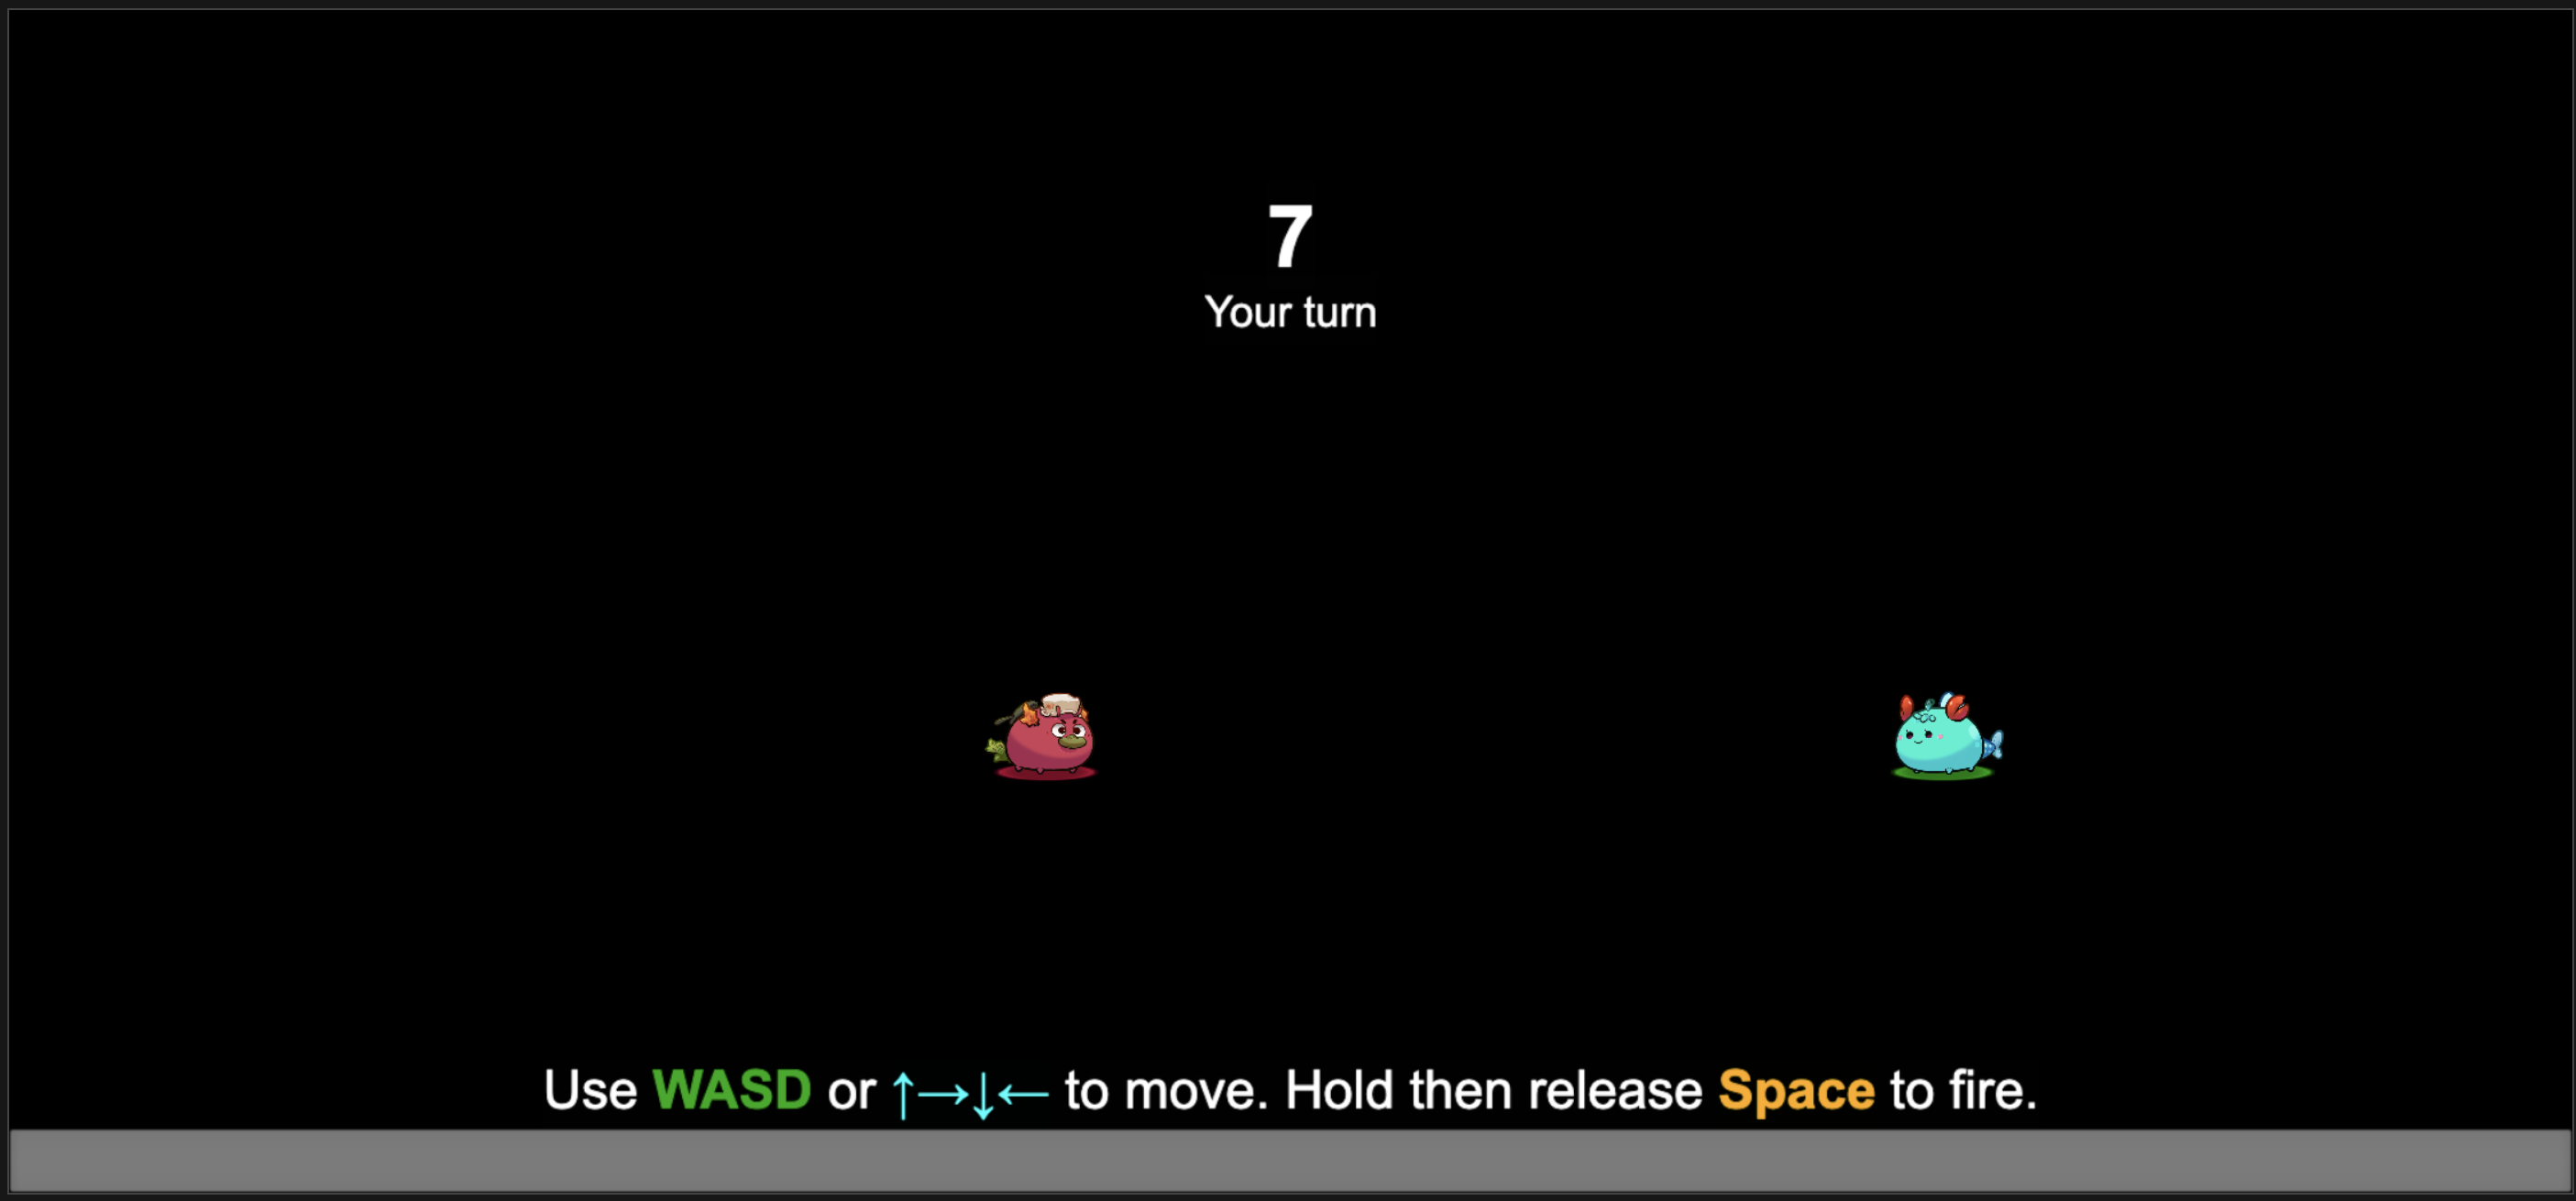 7
Your turn
Use WASD or ↑→↓← to move. Hold then release Space to fire.